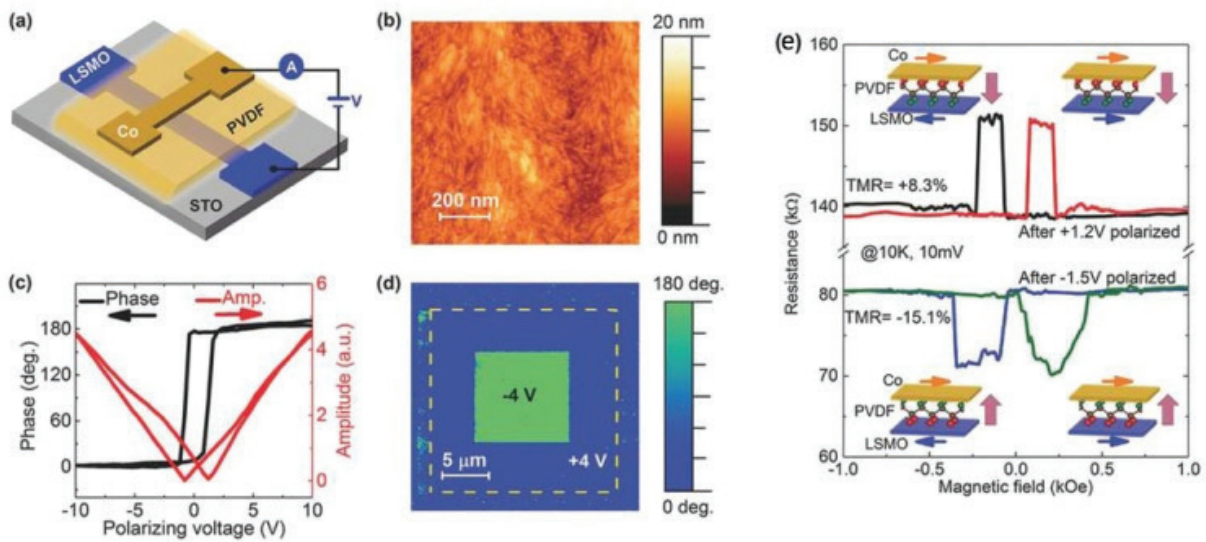 (a)
LSMO
A
V
Co
PVDF
STO
(b)
20 nm
200 nm
0 nm
(c)
Phase
Amp.
Phase (deg.)
180
120
60
0
Amplitude (a.u.)
6
4
2
0
-10
-5
0
5
10
Polarizing voltage (V)
(d)
180 deg.
-4 V
5 μm
+4 V
0 deg.
(e)
Resistance (kΩ)
160
150
140
80
70
60
Co
PVDF
LSMO
TMR= +8.3%
After +1.2V polarized
@10K, 10mV
After -1.5V polarized
TMR= -15.1%
Co
PVDF
LSMO
-1.0
-0.5
0.0
0.5
1.0
Magnetic field (kOe)